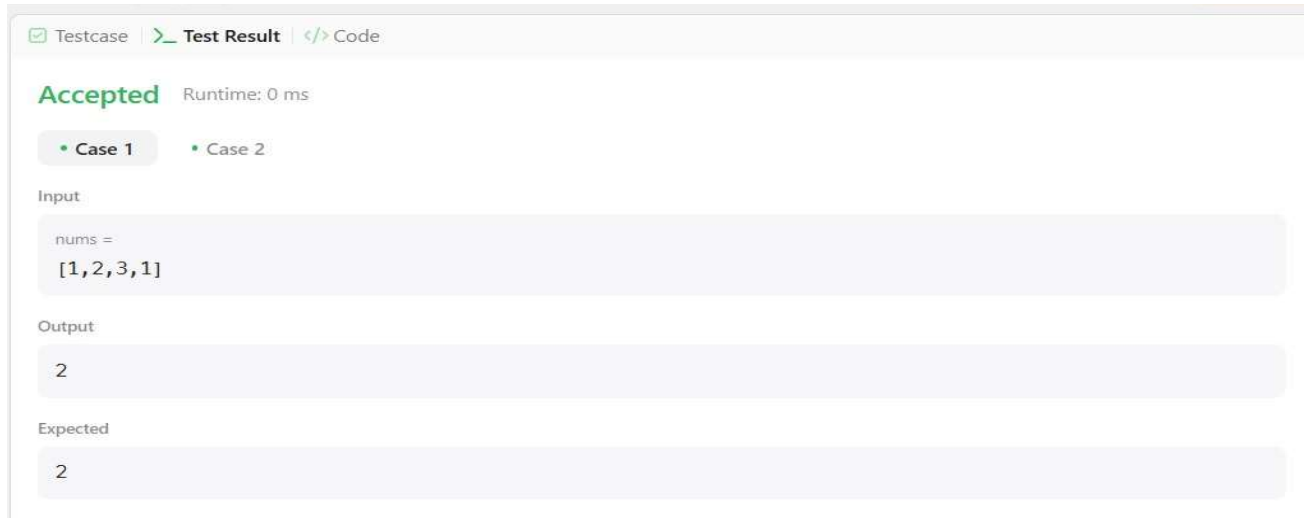 Testcase >_ Test Result </> Code
Accepted Runtime: 0 ms
• Case 1 • Case 2
Input
nums =
[1,2,3,1]
Output
2
Expected
2